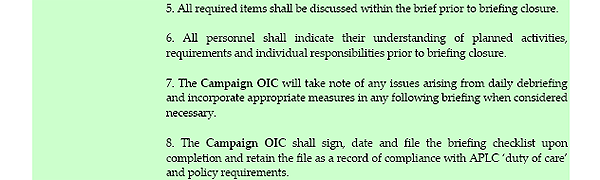 5. All required items shall be discussed within the brief prior to briefing closure.
6. All personnel shall indicate their understanding of planned activities,
requirements and individual responsibilities prior to briefing closure.
7. The Campaign OIC will take note of any issues arising from daily debriefing
and incorporate appropriate measures in any following briefing when considered
necessary.
8. The Campaign OIC shall sign, date and file the briefing checklist upon
completion and retain the file as a record of compliance with APLC ‘duty of care’
and policy requirements.